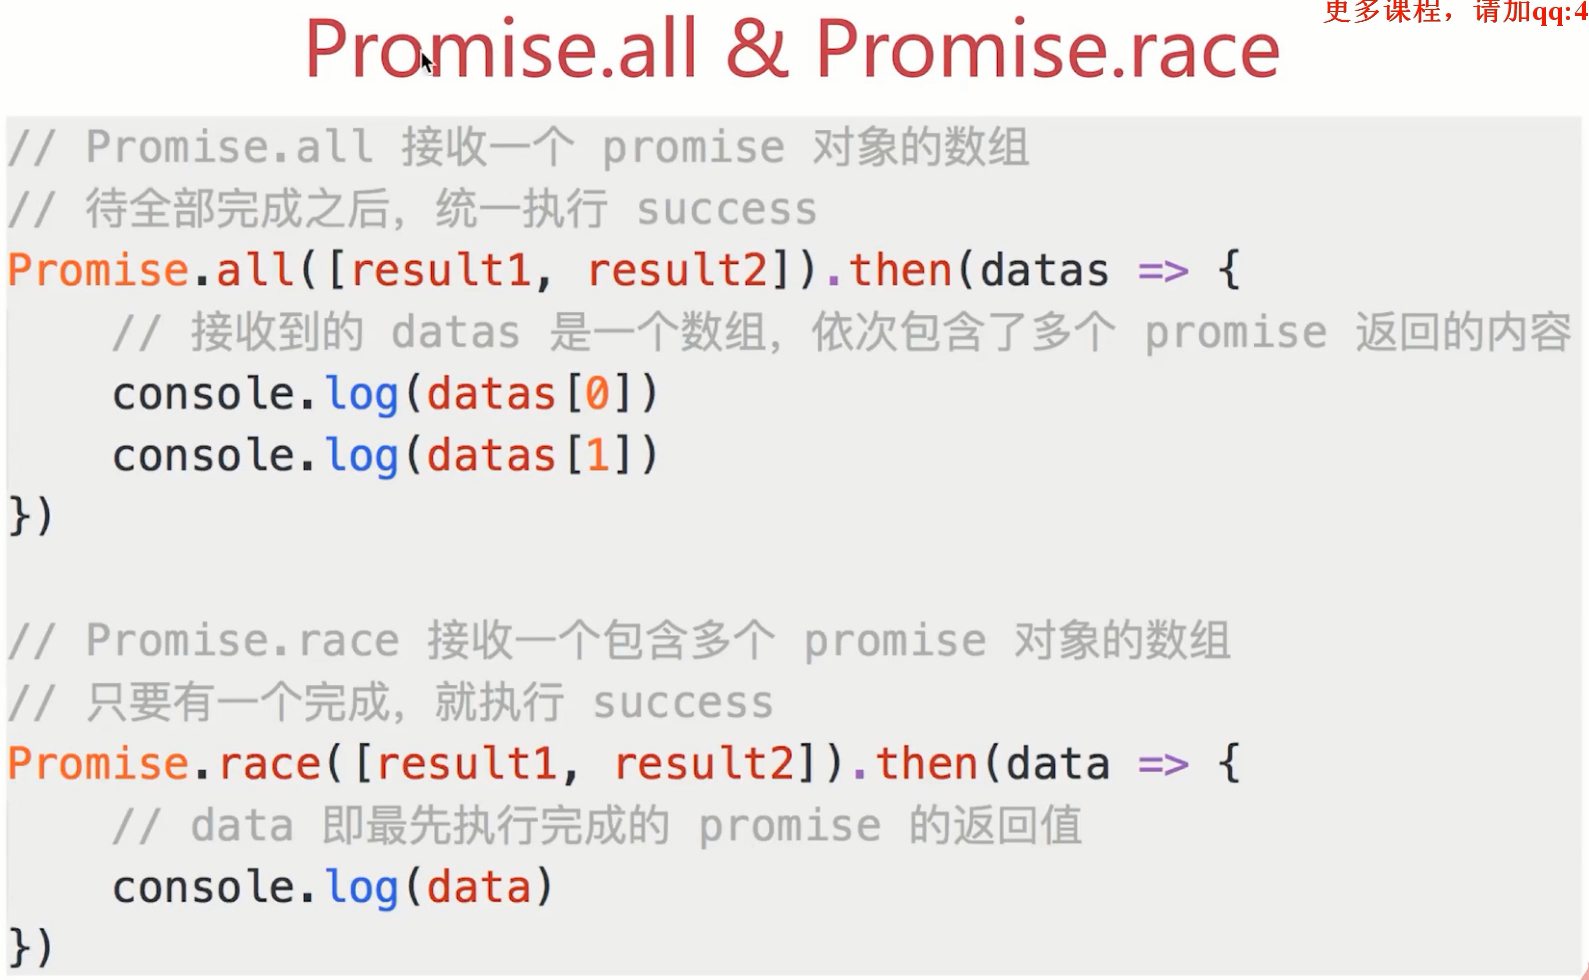 更多课程，请加qq:4
Promise.all & Promise.race
// Promise.all 接收一个 promise 对象的数组
// 待全部完成之后，统一执行 success
Promise.all([result1, result2]).then(datas => {
    // 接收到的 datas 是一个数组，依次包含了多个 promise 返回的内容
    console.log(datas[0])
    console.log(datas[1])
})
// Promise.race 接收一个包含多个 promise 对象的数组
// 只要有一个完成，就执行 success
Promise.race([result1, result2]).then(data => {
    // data 即最先执行完成的 promise 的返回值
    console.log(data)
})